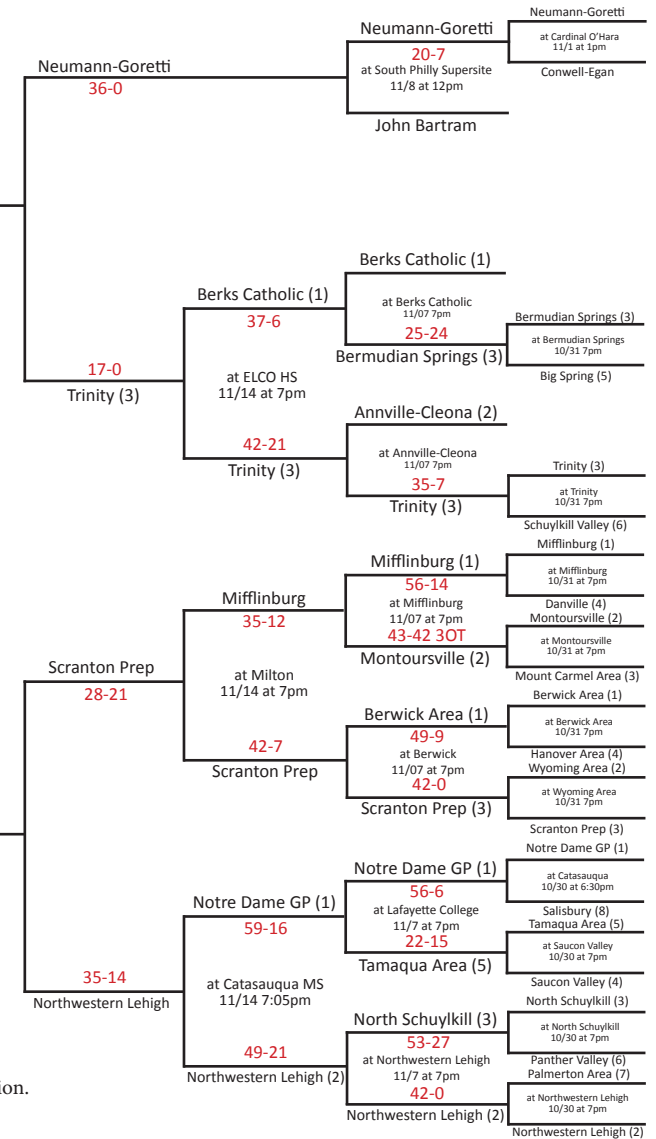 Neumann-Goretti
at Cardinal O'Hara
11/1 at 1pm
Conwell-Egan
Neumann-Goretti
20-7
at South Philly Supersite
11/8 at 12pm
John Bartram
Neumann-Goretti
36-0
Berks Catholic (1)
at Berks Catholic
11/07 7pm
25-24
Bermudian Springs (3)
Bermudian Springs (3)
at Bermudian Springs
10/31 7pm
Big Spring (5)
Berks Catholic (1)
37-6
at ELCO HS
11/14 at 7pm
42-21
Trinity (3)
17-0
Trinity (3)
Annville-Cleona (2)
at Annville-Cleona
11/07 7pm
35-7
Trinity (3)
Trinity (3)
at Trinity
10/31 7pm
Schuylkill Valley (6)
Mifflinburg (1)
at Mifflinburg
10/31 at 7pm
Danville (4)
Montoursville (2)
at Montoursville
10/31 at 7pm
Mount Carmel Area (3)
Mifflinburg (1)
56-14
at Mifflinburg
11/07 at 7pm
43-42 3OT
Montoursville (2)
Mifflinburg
35-12
at Milton
11/14 at 7pm
42-7
Scranton Prep
Scranton Prep
28-21
Berwick Area (1)
49-9
at Berwick
11/07 at 7pm
42-0
Scranton Prep (3)
Berwick Area (1)
at Berwick Area
10/31 7pm
Hanover Area (4)
Wyoming Area (2)
at Wyoming Area
10/31 7pm
Scranton Prep (3)
Notre Dame GP (1)
at Catasauqua
10/30 at 6:30pm
Salisbury (8)
Tamaqua Area (5)
at Saucon Valley
10/30 at 7pm
Saucon Valley (4)
Notre Dame GP (1)
56-6
at Lafayette College
11/7 at 7pm
22-15
Tamaqua Area (5)
Notre Dame GP (1)
59-16
at Catasauqua MS
11/14 7:05pm
49-21
Northwestern Lehigh (2)
35-14
Northwestern Lehigh
North Schuylkill (3)
53-27
at Northwestern Lehigh
11/7 at 7pm
42-0
Northwestern Lehigh (2)
North Schuylkill (3)
at North Schuylkill
10/30 at 7pm
Panther Valley (6)
Palmerton Area (7)
at Northwestern Lehigh
10/30 at 7pm
Northwestern Lehigh (2)
ion.